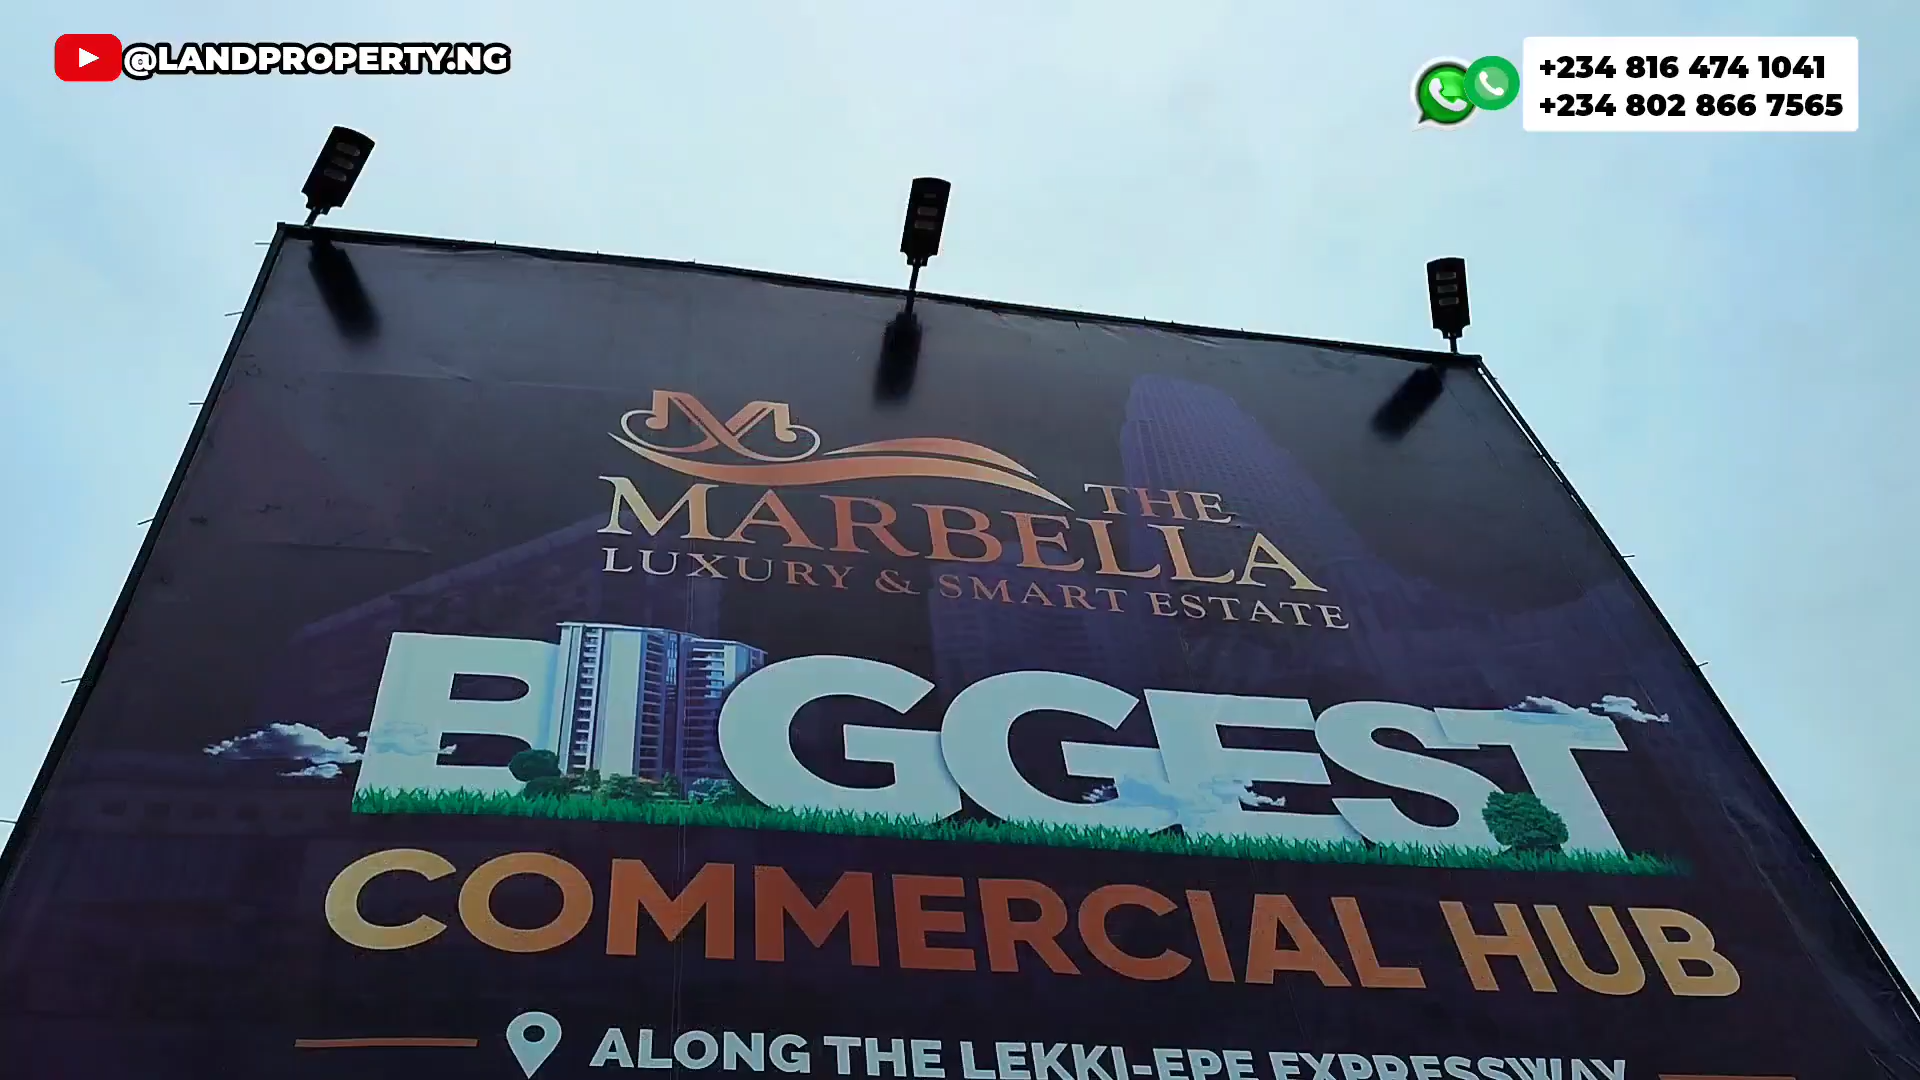 @LANDPROPERTY.NG
+234 816 474 1041
+234 802 866 7565
THE
MARBELLA
LUXURY & SMART ESTATE
BIGGEST
COMMERCIAL HUB
ALONG THE LEKKI-EPE EXPRESSWAY